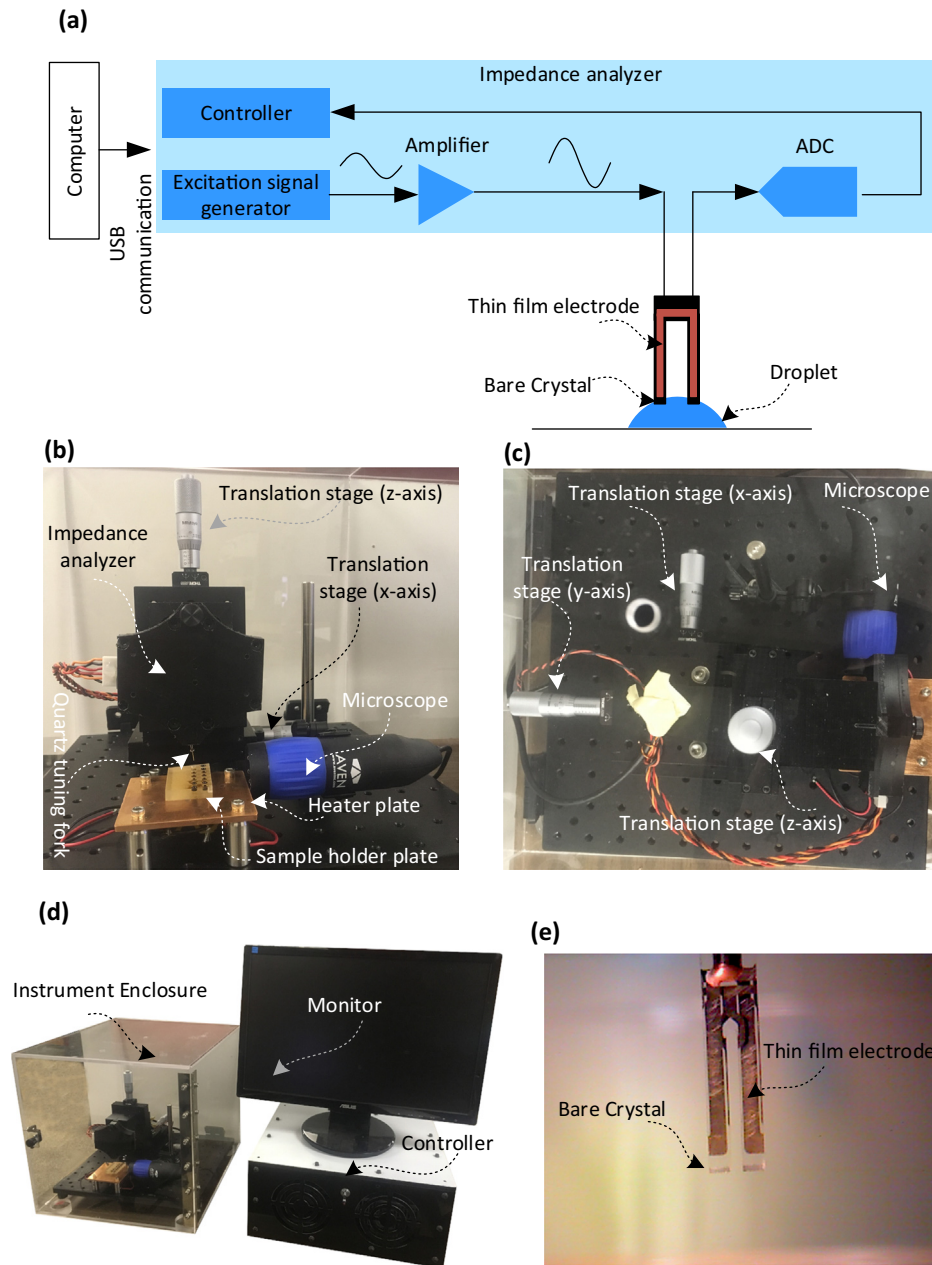 (a)
Impedance analyzer
Computer
Controller
Amplifier
ADC
Excitation signal
generator
USB
communication
Thin film electrode
Bare Crystal
Droplet
(b)
Translation stage (z-axis)
Impedance
analyzer
Translation
stage (x-axis)
Quartz tuning fork
Microscope
AVEN
Heater plate
Sample holder plate
(c)
Translation stage (x-axis)
Microscope
Translation
stage (y-axis)
Translation stage (z-axis)
(d)
Instrument Enclosure
Monitor
ASUS
Controller
(e)
Thin film electrode
Bare Crystal